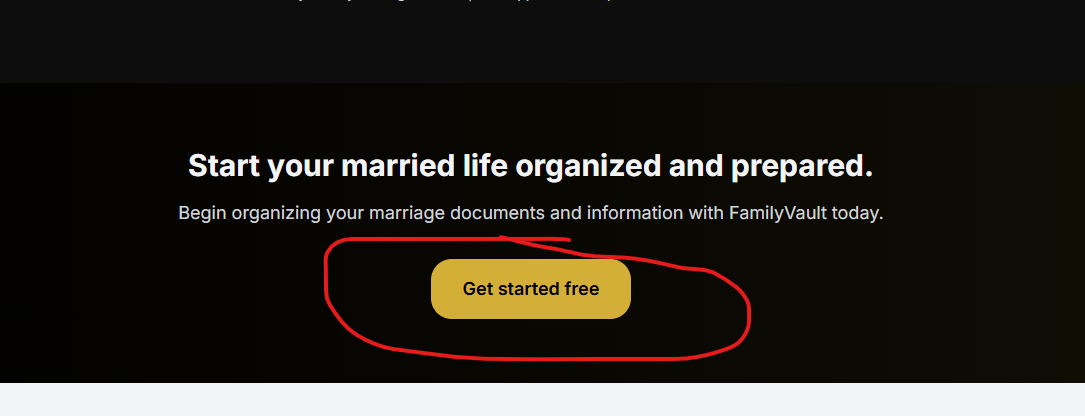 Start your married life organized and prepared.
Begin organizing your marriage documents and information with FamilyVault today.
Get started free